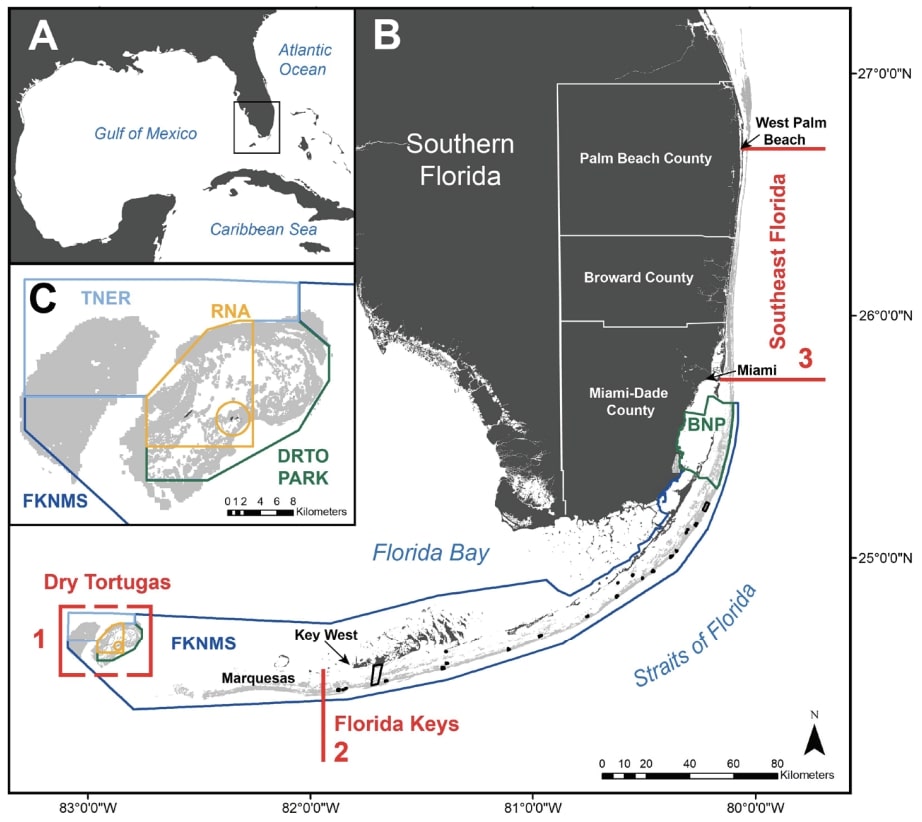 A
Atlantic
Ocean
Gulf of Mexico
Caribbean Sea
B
Southern
Florida
Palm Beach County
Broward County
Miami-Dade
County
West Palm
Beach
Southeast Florida
3
Miami
BNP
27°0'0"N
26°0'0"N
25°0'0"N
C
TNER
RNA
DRTO
PARK
FKNMS
0 1 2 4 6 8
Kilometers
Florida Bay
Dry Tortugas
1
FKNMS
Key West
Marquesas
Florida Keys
2
Straits of Florida
N
0 10 20 40 60 80
Kilometers
83°0'0"W
82°0'0"W
81°0'0"W
80°0'0"W